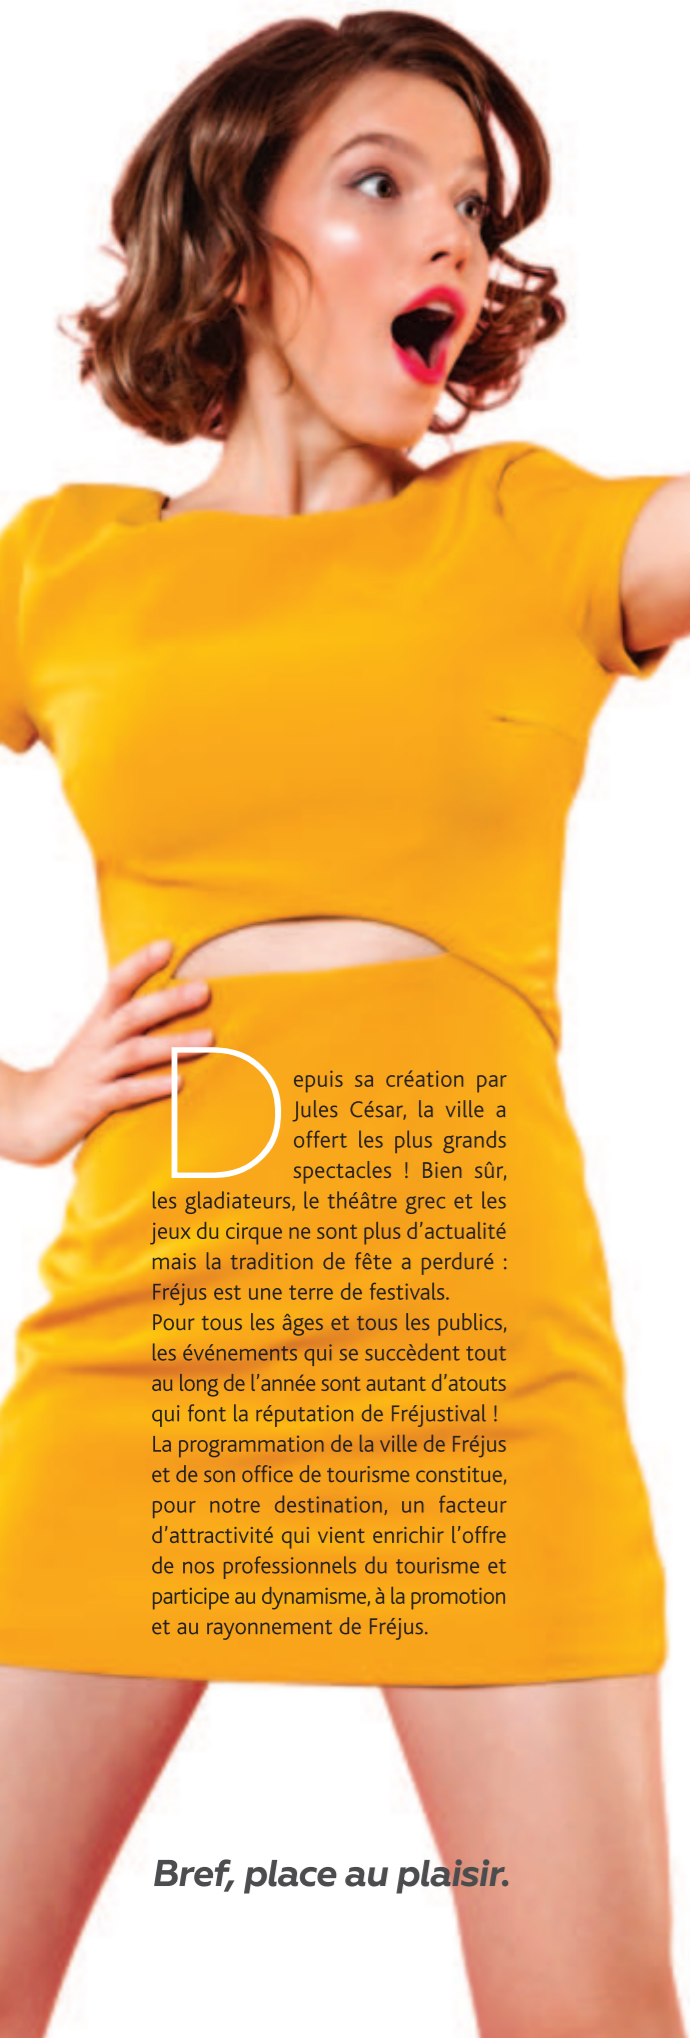 Depuis sa création par
Jules César, la ville a
offert les plus grands
spectacles ! Bien sûr,
les gladiateurs, le théâtre grec et les
jeux du cirque ne sont plus d’actualité
mais la tradition de fête a perduré :
Fréjus est une terre de festivals.
Pour tous les âges et tous les publics,
les événements qui se succèdent tout
au long de l’année sont autant d’atouts
qui font la réputation de Fréjustival !
La programmation de la ville de Fréjus
et de son office de tourisme constitue,
pour notre destination, un facteur
d’attractivité qui vient enrichir l’offre
de nos professionnels du tourisme et
participe au dynamisme, à la promotion
et au rayonnement de Fréjus.
Bref, place au plaisir.